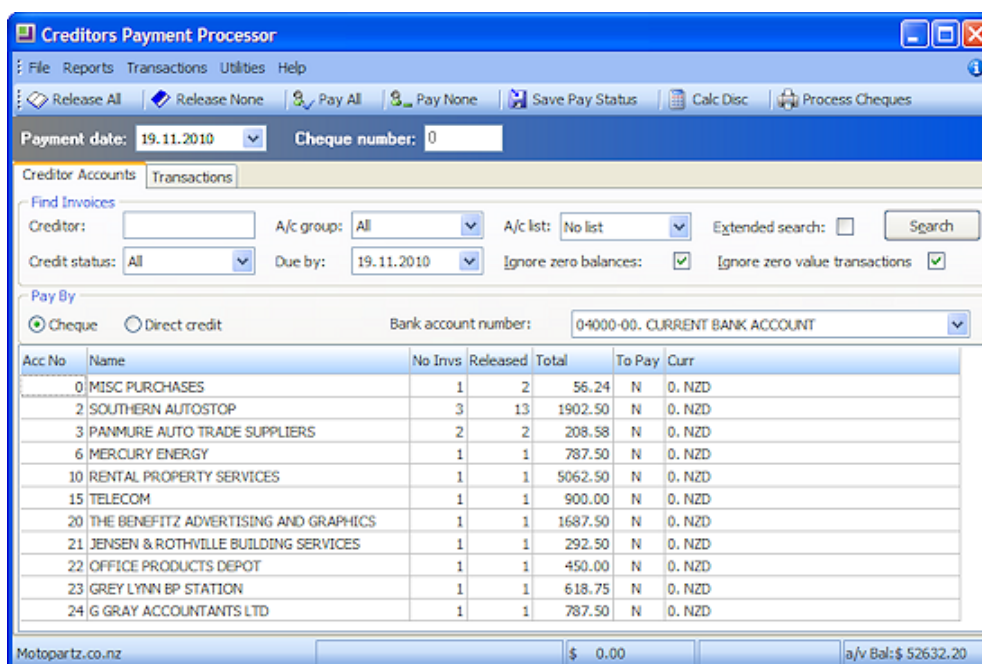 Creditors Payment Processor
File Reports Transactions Utilities Help
Release All Release None Pay All Pay None Save Pay Status Calc Disc Process Cheques
Payment date: 19.11.2010 Cheque number: 0
Creditor Accounts Transactions
Find Invoices
Creditor: A/c group: All A/c list: No list Extended search: Search
Credit status: All Due by: 19.11.2010 Ignore zero balances: Ignore zero value transactions
Pay By
Cheque Direct credit Bank account number: 04000-00. CURRENT BANK ACCOUNT
Acc No Name No Invs Released Total To Pay Curr
0 MISC PURCHASES 1 2 56.24 N 0. NZD
2 SOUTHERN AUTOSTOP 3 13 1902.50 N 0. NZD
3 PANMURE AUTO TRADE SUPPLIERS 2 2 208.58 N 0. NZD
6 MERCURY ENERGY 1 1 787.50 N 0. NZD
10 RENTAL PROPERTY SERVICES 1 1 5062.50 N 0. NZD
15 TELECOM 1 1 900.00 N 0. NZD
20 THE BENEFITZ ADVERTISING AND GRAPHICS 1 1 1687.50 N 0. NZD
21 JENSEN & ROTHVILLE BUILDING SERVICES 1 1 292.50 N 0. NZD
22 OFFICE PRODUCTS DEPOT 1 1 450.00 N 0. NZD
23 GREY LYNN BP STATION 1 1 618.75 N 0. NZD
24 G GRAY ACCOUNTANTS LTD 1 1 787.50 N 0. NZD
Motopartz.co.nz $ 0.00 a/v Bal:$ 52632.20